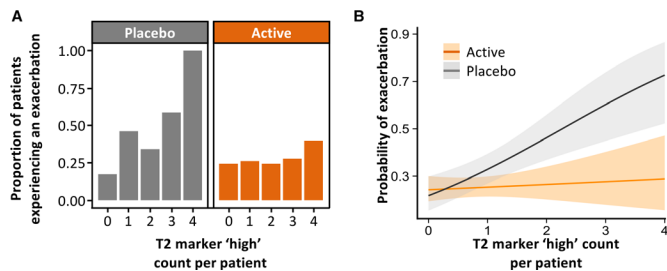 A
Placebo
Active
Proportion of patients
experiencing an exacerbation
1.00
0.75
0.50
0.25
0.00
0 1 2 3 4
0 1 2 3 4
T2 marker ‘high’
count per patient
B
Probability of exacerbation
0.9
0.7
0.5
0.3
Active
Placebo
0 1 2 3 4
T2 marker ‘high’ count
per patient